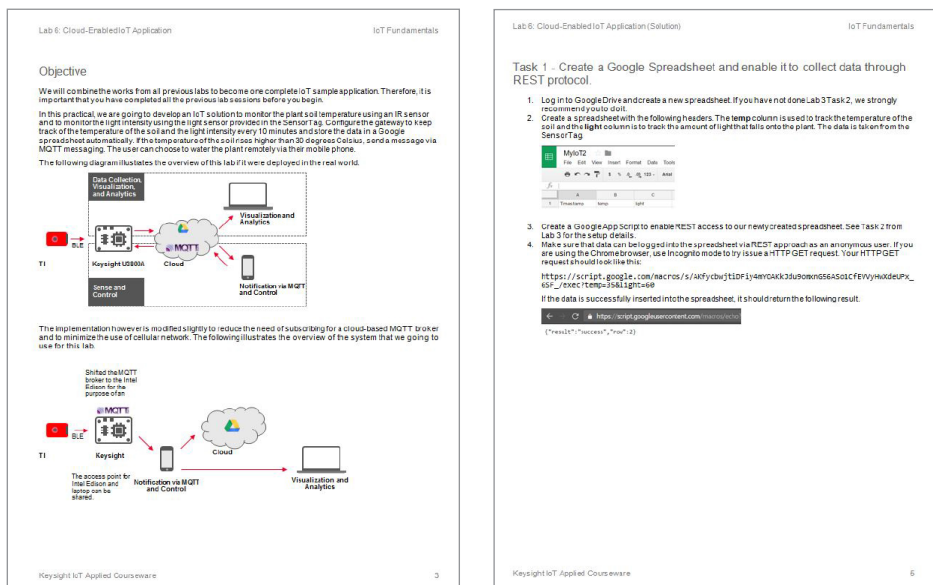 Lab 6: Cloud-Enabled IoT Application
IoT Fundamentals
Objective
We will combine the works from all previous labs to become one complete IoT sample application. Therefore, it is
important that you have completed all the previous lab sessions before you begin.
In this practical, we are going to develop an IoT solution to monitor the plant soil temperature using an IR sensor
and to monitor the light intensity using the light sensor provided in the SensorTag. Configure the gateway to keep
track of the temperature of the soil and the light intensity every 10 minutes and store the data in a Google
spreadsheet automatically. If the temperature of the soil rises higher than 30 degrees Celsius, send a message via
MQTT messaging. The user can choose to water the plant remotely via their mobile phone.
The following diagram illustates the overview of this lab if it were deployed in the real world.
Data Collection,
Visualization,
and Analytics
Visualization and
Analytics
BLE
MQTT
TI
Keysight U3800A
Cloud
Sense and
Control
Notification via MQTT
and Control
The implementation however is modified slightly to reduce the need of subscribing for a cloud-based MQTT broker
and to minimize the use of cellular network. The following illustrates the overview of the system that we going to
use for this lab.
Shifted the MQTT
broker to the Intel
Edison for the
purpose of an
MQTT
BLE
TI
Keysight
Cloud
The access point for
Intel Edison and
laptop can be
shared.
Notification via MQTT
and Control
Visualization and
Analytics
Keysight IoT Applied Courseware
3
Lab 6: Cloud-Enabled IoT Application (Solution)
IoT Fundamentals
Task 1 - Create a Google Spreadsheet and enable it to collect data through
REST protocol.
1. Log in to Google Drive and create a new spreadsheet. If you have not done Lab 3 Task 2, we strongly
recommend you to do it.
2. Create a spreadsheet with the following headers. The temp column is used to track the temperature of the
soil and the light column is to track the amount of light that falls onto the plant. The data is taken from the
SensorTag.
MyIoT2
File Edit View Insert Format Data Tools
$ % .0 .00 123 - Arial
fx
A B C
1 Timestamp temp light
3. Create a Google App Script to enable REST access to our newly created spreadsheet. See Task 2 from
Lab 3 for the setup details.
4. Make sure that data can be logged into the spreadsheet via REST approach as an anonymous user. If you
are using the Chrome browser, use Incognito mode to try issue a HTTP GET request. Your HTTP GET
request should look like this:
https://script.google.com/macros/s/
/exec?temp=35&light=60
If the data is successfully inserted into the spreadsheet, it should return the following result.
https://script.googleusercontent.com/macros/echo?
{"result":"success","row":2}
Keysight IoT Applied Courseware